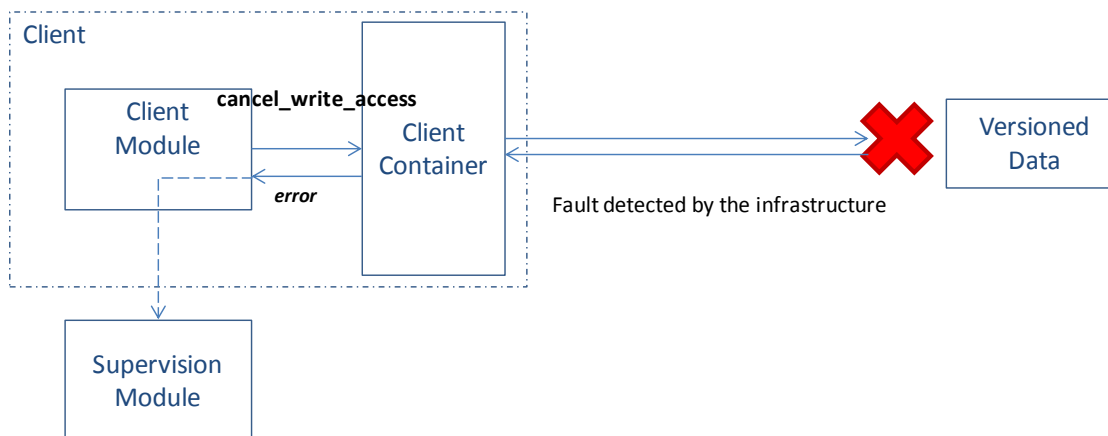 Client
cancel_write_access
Client
Module
Client
Container
error
Versioned
Data
Fault detected by the infrastructure
Supervision
Module